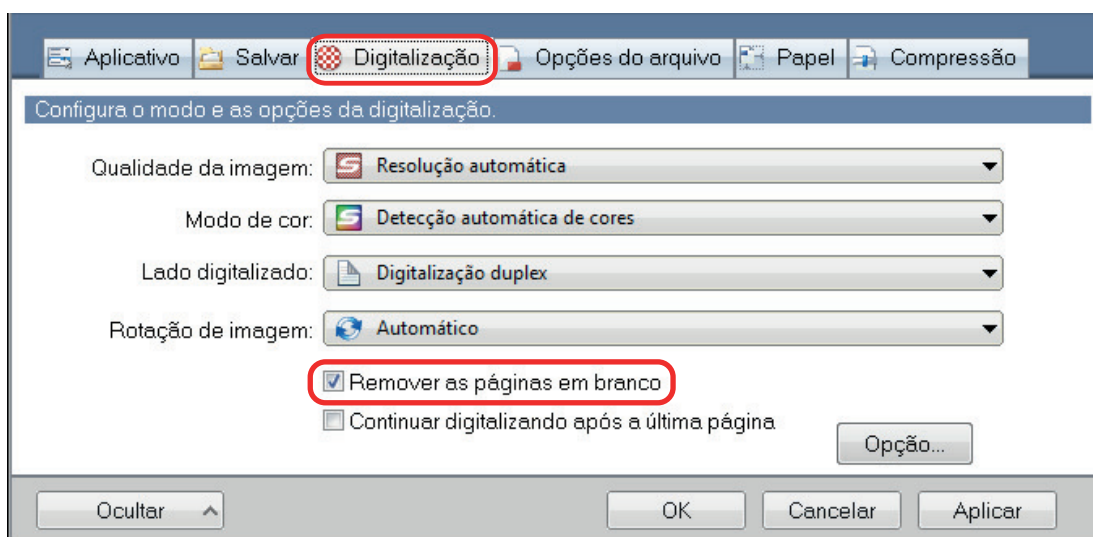 Aplicativo Salvar Digitalização Opções do arquivo Papel Compressão
Configura o modo e as opções da digitalização.
Qualidade da imagem: Resolução automática
Modo de cor: Detecção automática de cores
Lado digitalizado: Digitalização duplex
Rotação de imagem: Automático
Remover as páginas em branco
Continuar digitalizando após a última página
Opção...
Ocultar OK Cancelar Aplicar